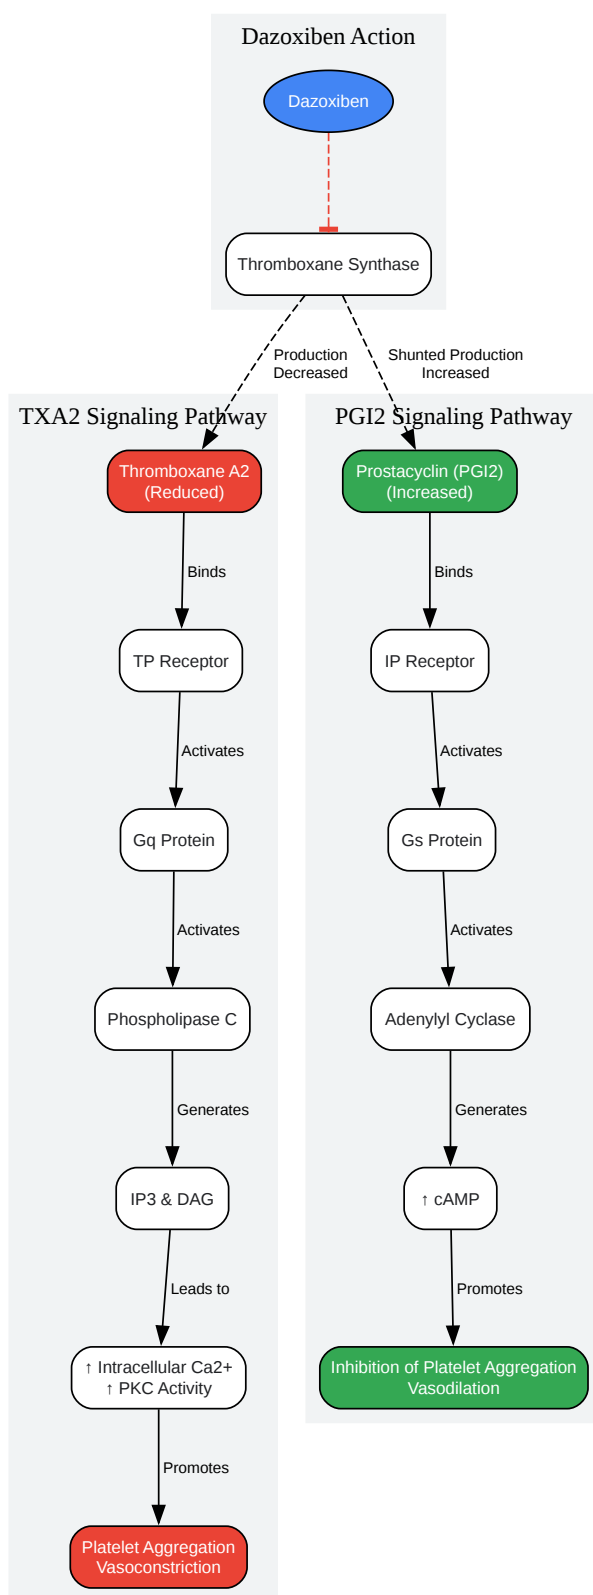 Dazoxiben Action
Dazoxiben
Thromboxane Synthase
Production
Decreased
Shunted Production
Increased
TXA2 Signaling Pathway
Thromboxane A2
(Reduced)
Binds
TP Receptor
Activates
Gq Protein
Activates
Phospholipase C
Generates
IP3 & DAG
Leads to
↑ Intracellular Ca2+
↑ PKC Activity
Promotes
Platelet Aggregation
Vasoconstriction
PGI2 Signaling Pathway
Prostacyclin (PGI2)
(Increased)
Binds
IP Receptor
Activates
Gs Protein
Activates
Adenylyl Cyclase
Generates
↑ cAMP
Promotes
Inhibition of Platelet Aggregation
Vasodilation